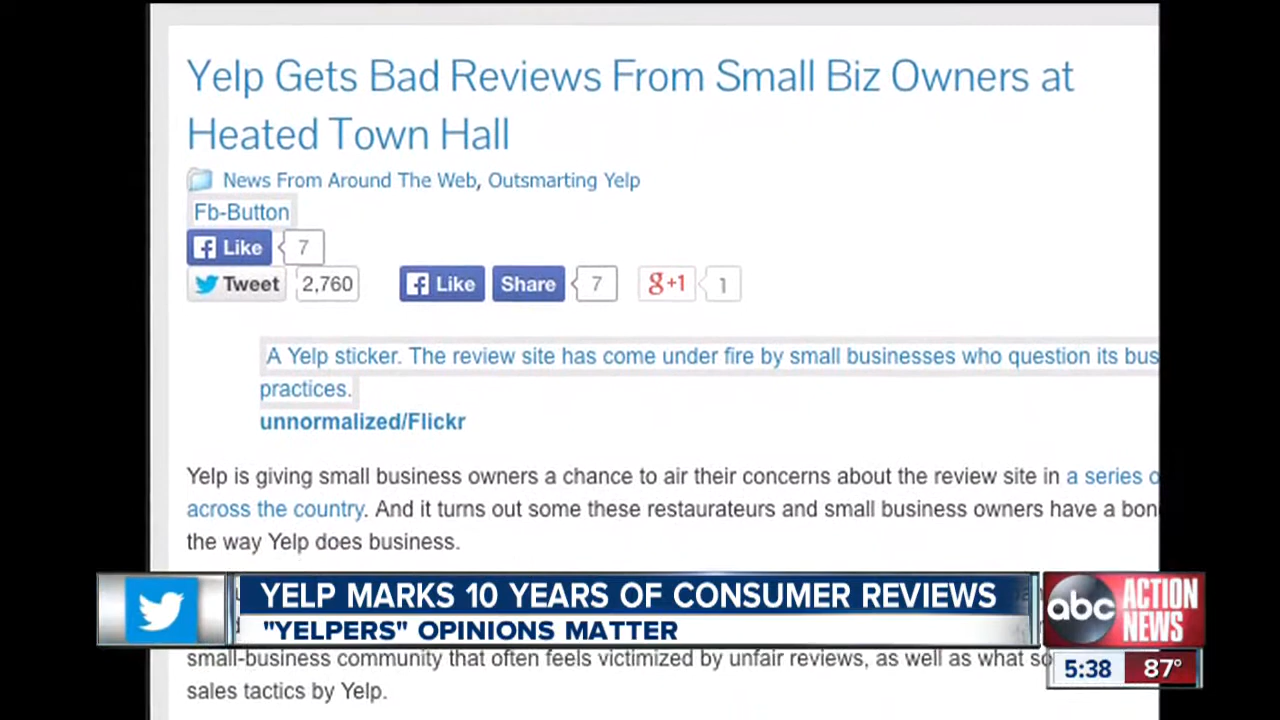 Yelp Gets Bad Reviews From Small Biz Owners at
Heated Town Hall
News From Around The Web, Outsmarting Yelp
Fb-Button
Like 7
Tweet 2,760 Like Share 7 g+1 1
A Yelp sticker. The review site has come under fire by small businesses who question its bus
practices.
unnormalized/Flickr
Yelp is giving small business owners a chance to air their concerns about the review site in a series o
across the country. And it turns out some these restaurateurs and small business owners have a bon
the way Yelp does business.
YELP MARKS 10 YEARS OF CONSUMER REVIEWS
"YELPERS" OPINIONS MATTER
abc ACTION NEWS
5:38 87°
small-business community that often feels victimized by unfair reviews, as well as what so
sales tactics by Yelp.